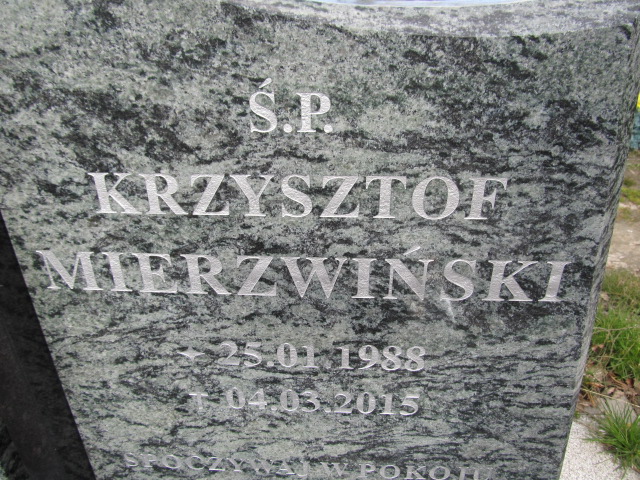 Ś.P.
KRZYSZTOF
MIERZWIŃSKI
25.01.1988
04.03.2015
SPOCZYWAJ W POKOJU